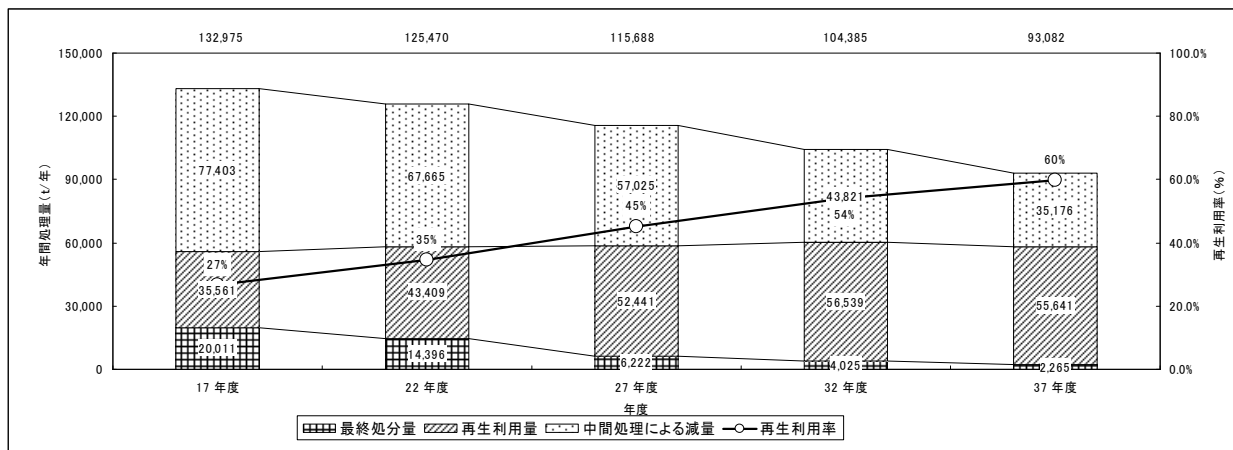 132,975 125,470 115,688 104,385 93,082
150,000 100.0%
120,000 80.0%
90,000 60.0%
60,000 40.0%
30,000 20.0%
0 0.0%
年間処理量(t/年)
再生利用率(%)
77,403 67,665 57,025 43,821 35,176
27% 35% 45% 54% 60%
35,561 43,409 52,441 56,539 55,641
20,011 14,396 6,222 4,025 2,265
17 年度 22 年度 27 年度 32 年度 37 年度
年度
最終処分量 再生利用量 中間処理による減量 再生利用率